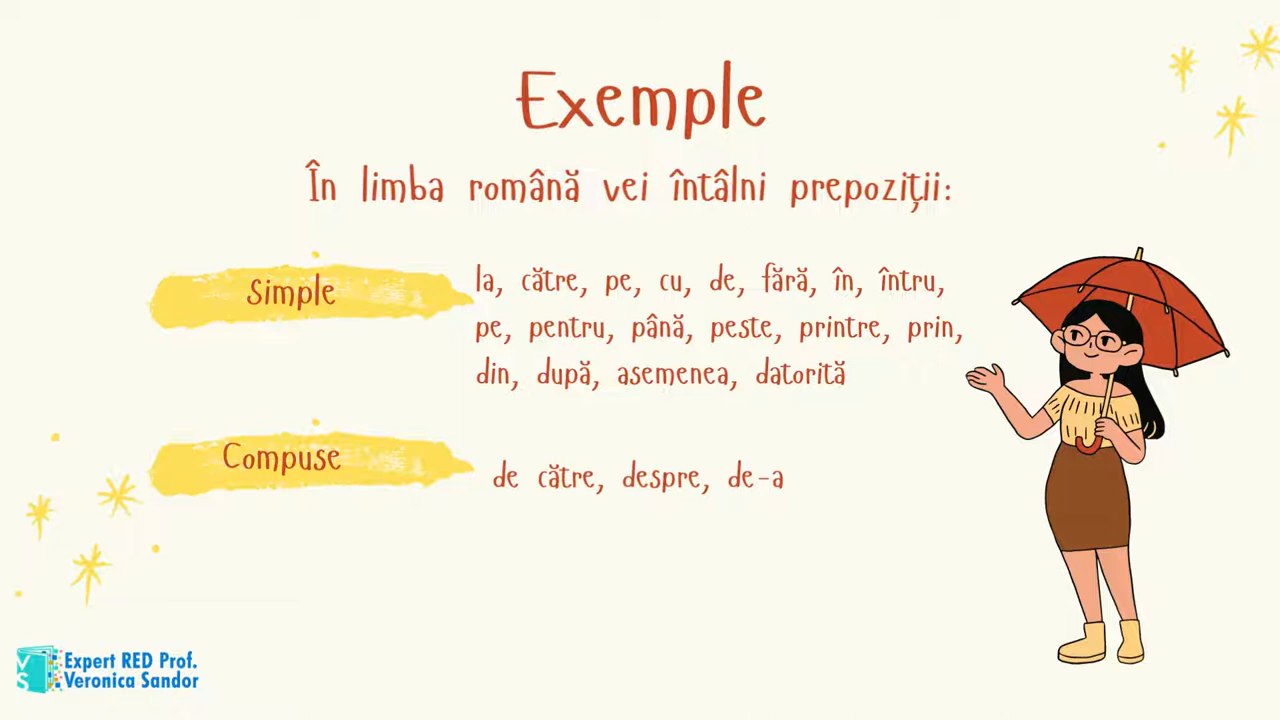 Exemple
În limba română vei întâlni prepoziții:
Simple
la, către, pe, cu, de, fără, în, întru,
pe, pentru, până, peste, printre, prin,
din, după, asemenea, datorită
Compuse
de către, despre, de-a
VS
Expert RED Prof.
Veronica Sandor